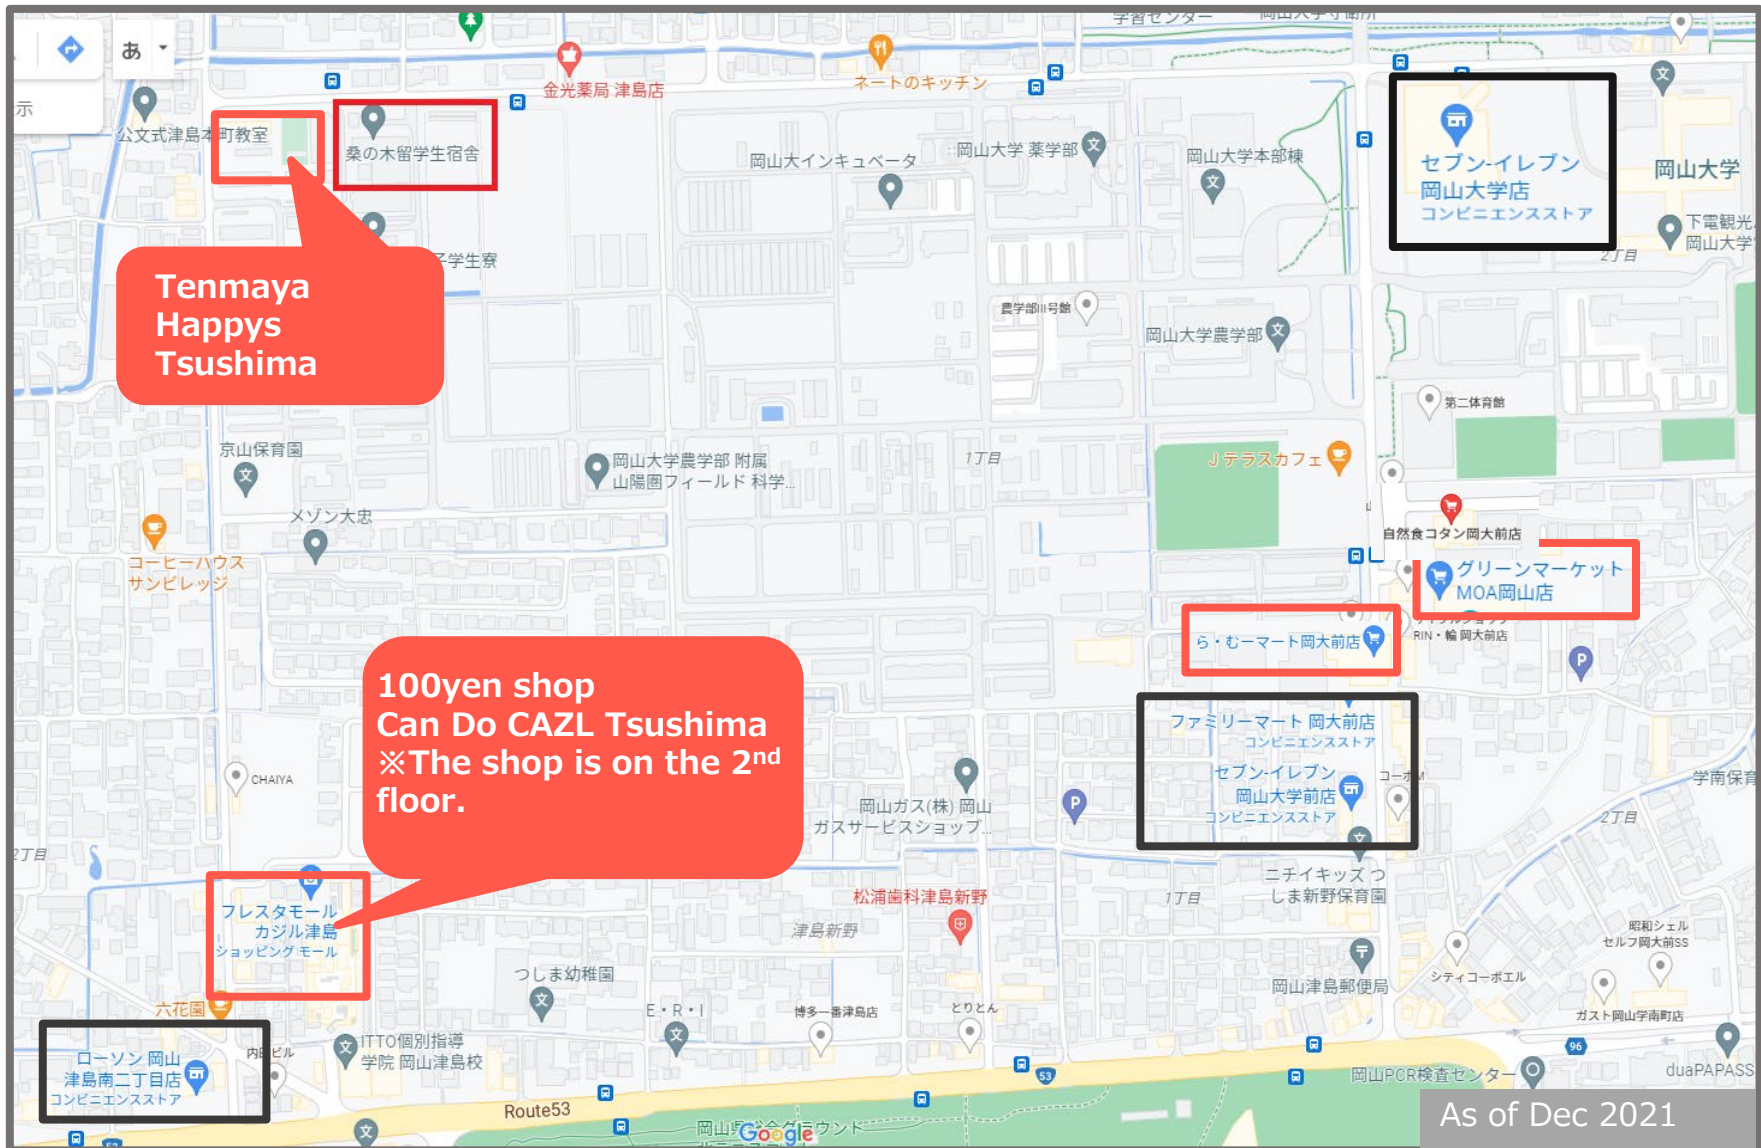 学習センター
あ
示
金光薬局 津島店
ネートのキッチン
公文式津島本町教室
桑の木留学生宿舎
岡山大インキュベータ
岡山大学 薬学部
岡山大学本部棟
セブン-イレブン
岡山大学店
コンビニエンスストア
岡山大学
下電観光
岡山大学
2丁目
子学生寮
Tenmaya
Happys
Tsushima
農学部III号館
岡山大学農学部
第二体育館
京山保育園
岡山大学農学部 附属
山陽圏フィールド 科学...
1丁目
Jテラスカフェ
メゾン大忠
コーヒーハウス
サンビレッジ
自然食コタン岡大前店
グリーンマーケット
MOA岡山店
RIN・輪 岡大前店
ら・むーマート岡大前店
P
100yen shop
Can Do CAZL Tsushima
※The shop is on the 2nd
floor.
ファミリーマート 岡大前店
コンビニエンスストア
セブン-イレブン
岡山大学前店
コンビニエンスストア
コーポM
CHAIYA
岡山ガス(株) 岡山
ガスサービスショップ...
P
学南保育
2丁目
2丁目
ニチイキッズ つ
しま新野保育園
1丁目
フレスタモール
カジル津島
ショッピング モール
松浦歯科津島新野
津島新野
昭和シェル
セルフ岡大前SS
つしま幼稚園
岡山津島郵便局
シティコーポエル
六花園
E・R・I
博多一番津島店
とりとん
ガスト岡山学南町店
ローソン 岡山
津島南二丁目店
コンビニエンスストア
ITTO個別指導
学院 岡山津島校
53
96
岡山PCR検査センター
duaPAPASS
Route53
Google
As of Dec 2021